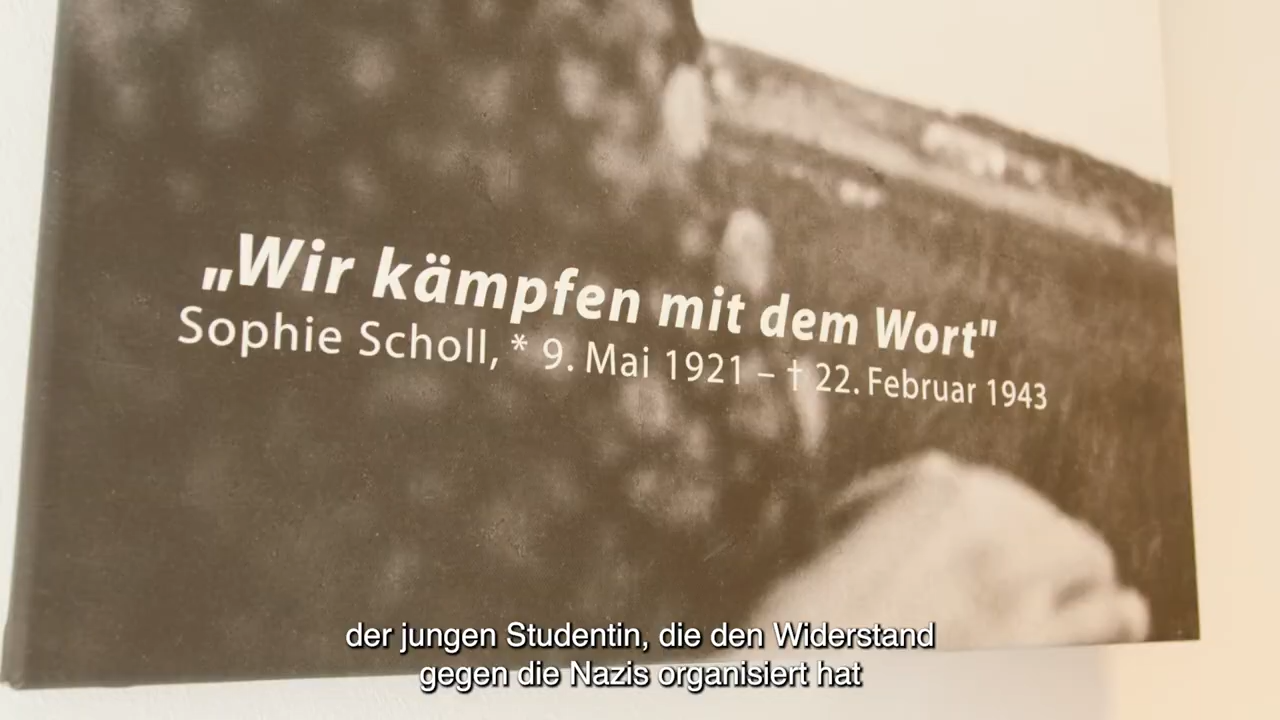 „Wir kämpfen mit dem Wort"
Sophie Scholl, * 9. Mai 1921 – † 22. Februar 1943
der jungen Studentin, die den Widerstand
gegen die Nazis organisiert hat